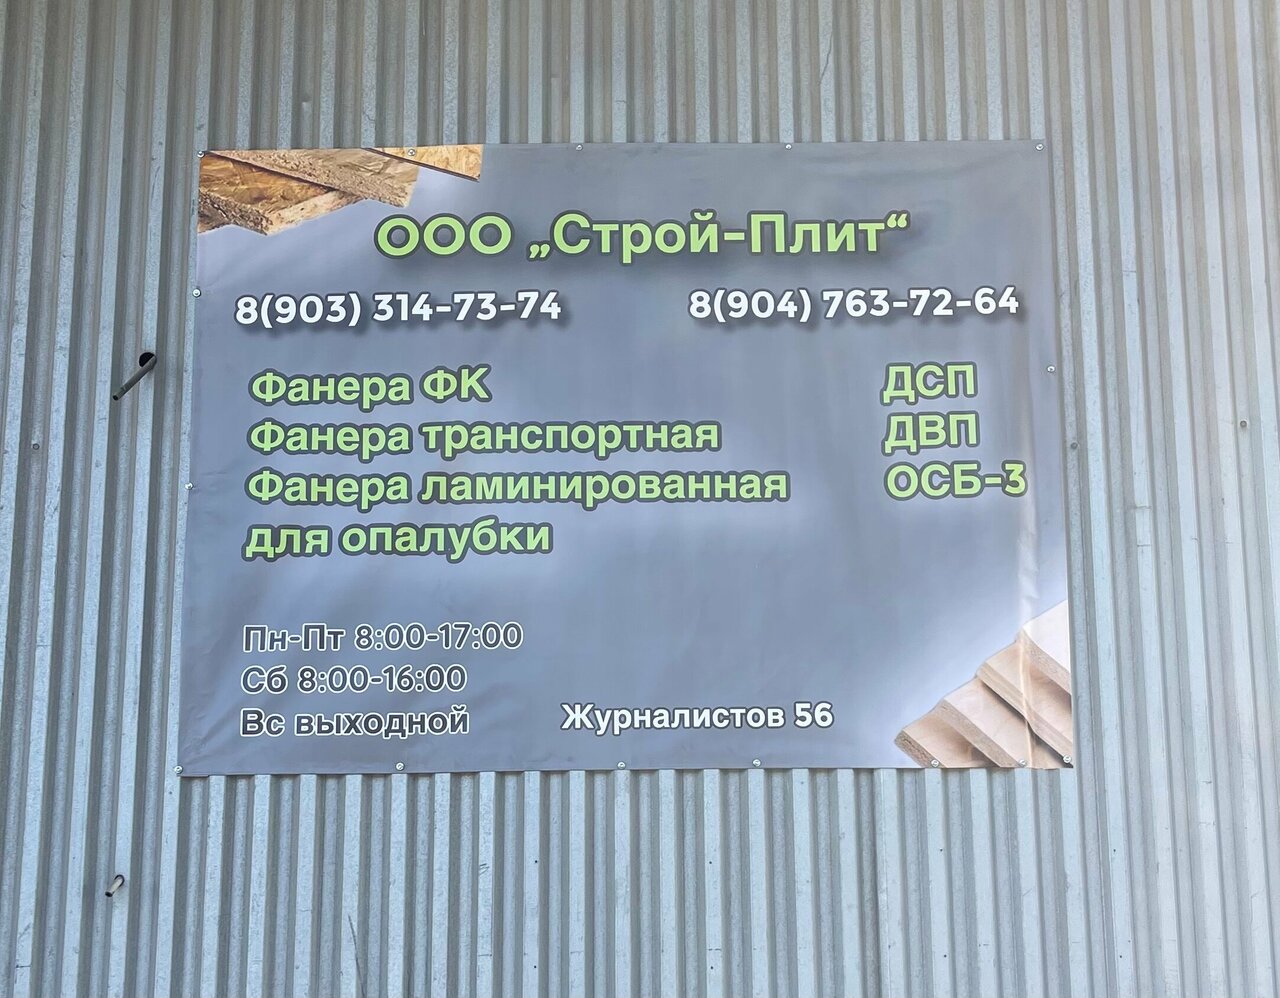 ООО „Строй-Плит“
8(903) 314-73-74
8(904) 763-72-64
Фанера ФК
Фанера транспортная
Фанера ламинированная
для опалубки
ДСП
ДВП
ОСБ-3
Пн-Пт 8:00-17:00
Сб 8:00-16:00
Вс выходной
Журналистов 56